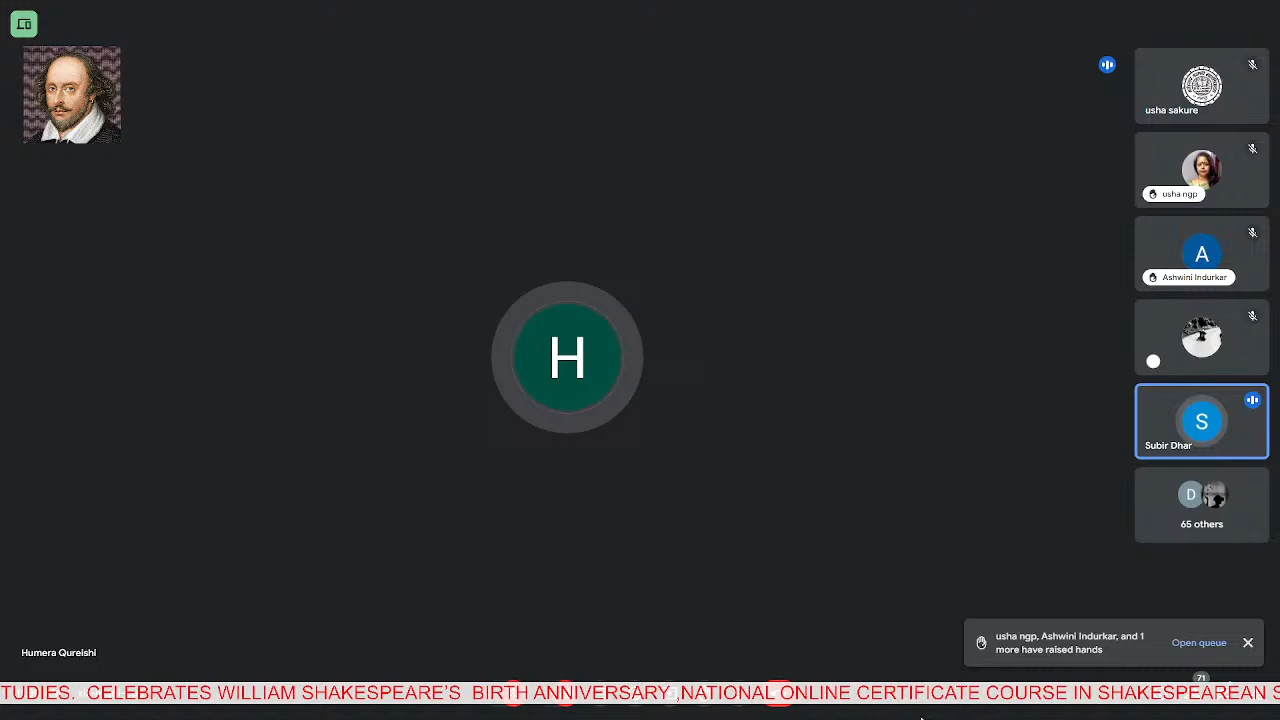 usha sakure
usha ngp
A
Ashwini Indurkar
H
S
Subir Dhar
D
65 others
usha ngp, Ashwini Indurkar, and 1
more have raised hands
Open queue
Humera Qureishi
71
TUDIES. CELEBRATES WILLIAM SHAKESPEARE'S BIRTH ANNIVERSARY ,NATIONAL ONLINE CERTIFICATE COURSE IN SHAKESPEAREAN S